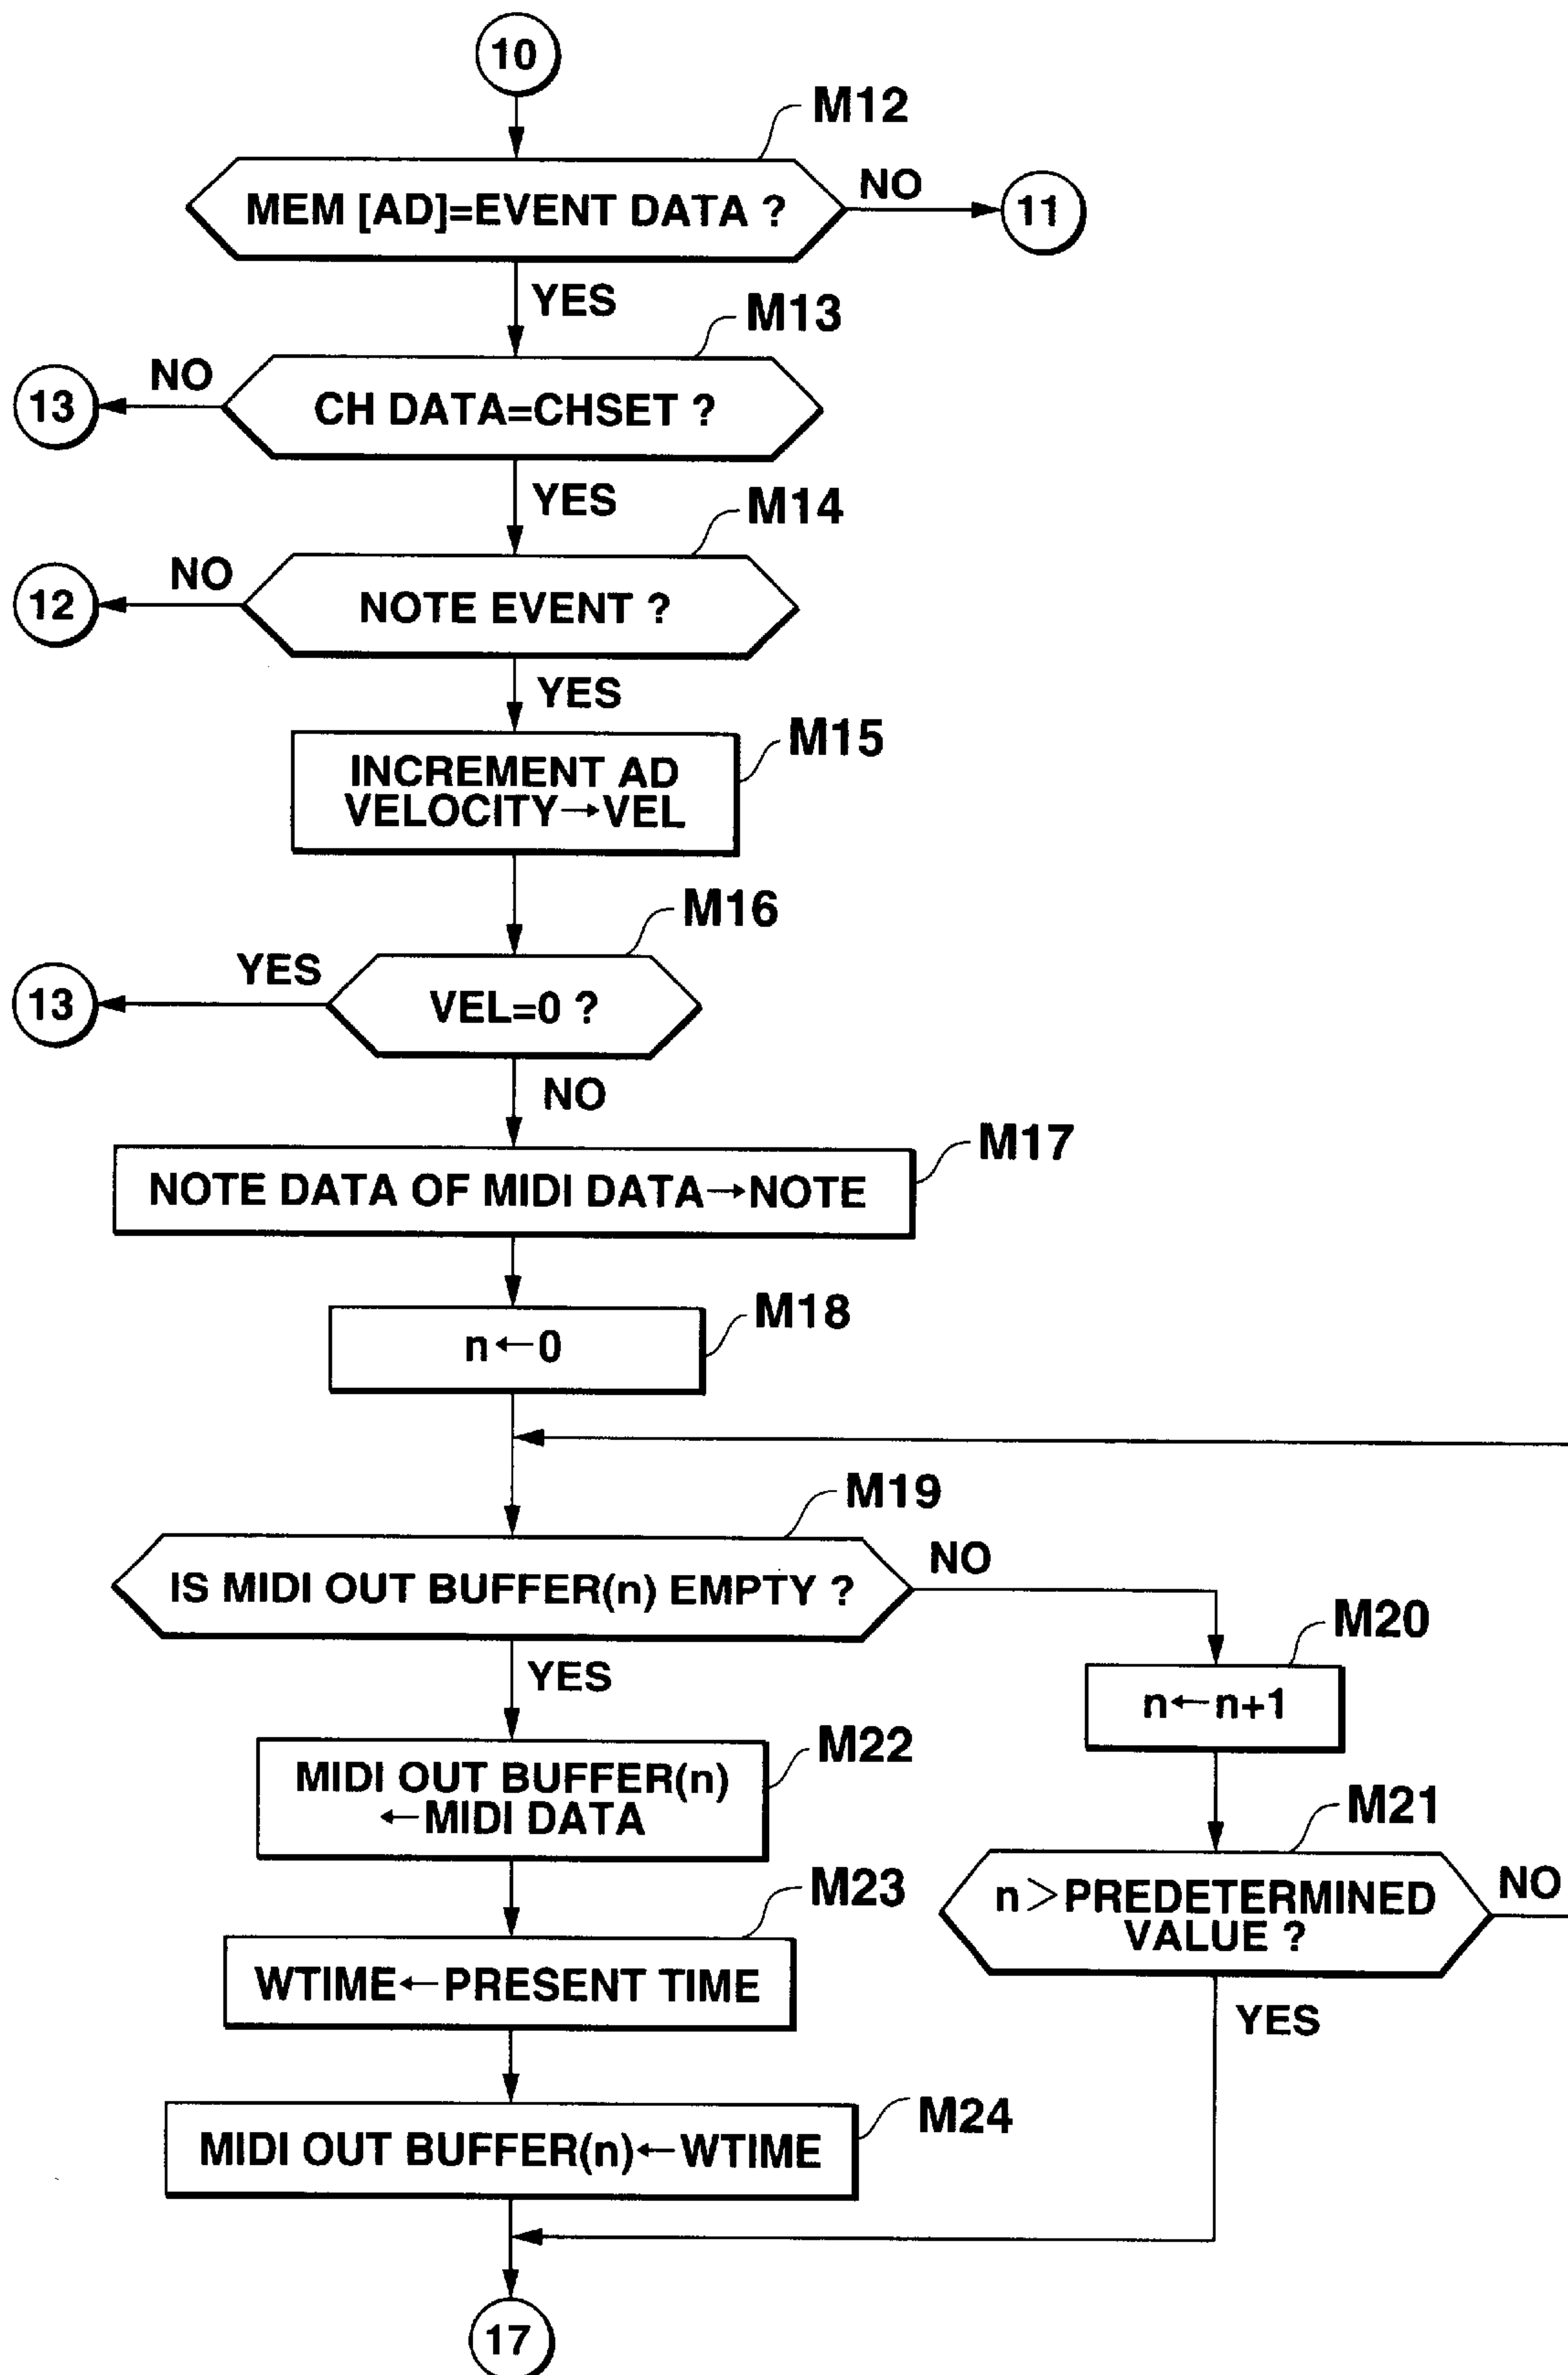 10
M12
MEM [AD]=EVENT DATA ?
NO
11
YES
M13
NO
13
CH DATA=CHSET ?
YES
M14
NO
12
NOTE EVENT ?
YES
M15
INCREMENT AD
VELOCITY→VEL
M16
YES
13
VEL=0 ?
NO
M17
NOTE DATA OF MIDI DATA→NOTE
M18
n←0
M19
IS MIDI OUT BUFFER(n) EMPTY ?
NO
YES
M20
n←n+1
M22
MIDI OUT BUFFER(n)
←MIDI DATA
M21
n>PREDETERMINED
VALUE ?
NO
YES
M23
WTIME←PRESENT TIME
M24
MIDI OUT BUFFER(n)←WTIME
17